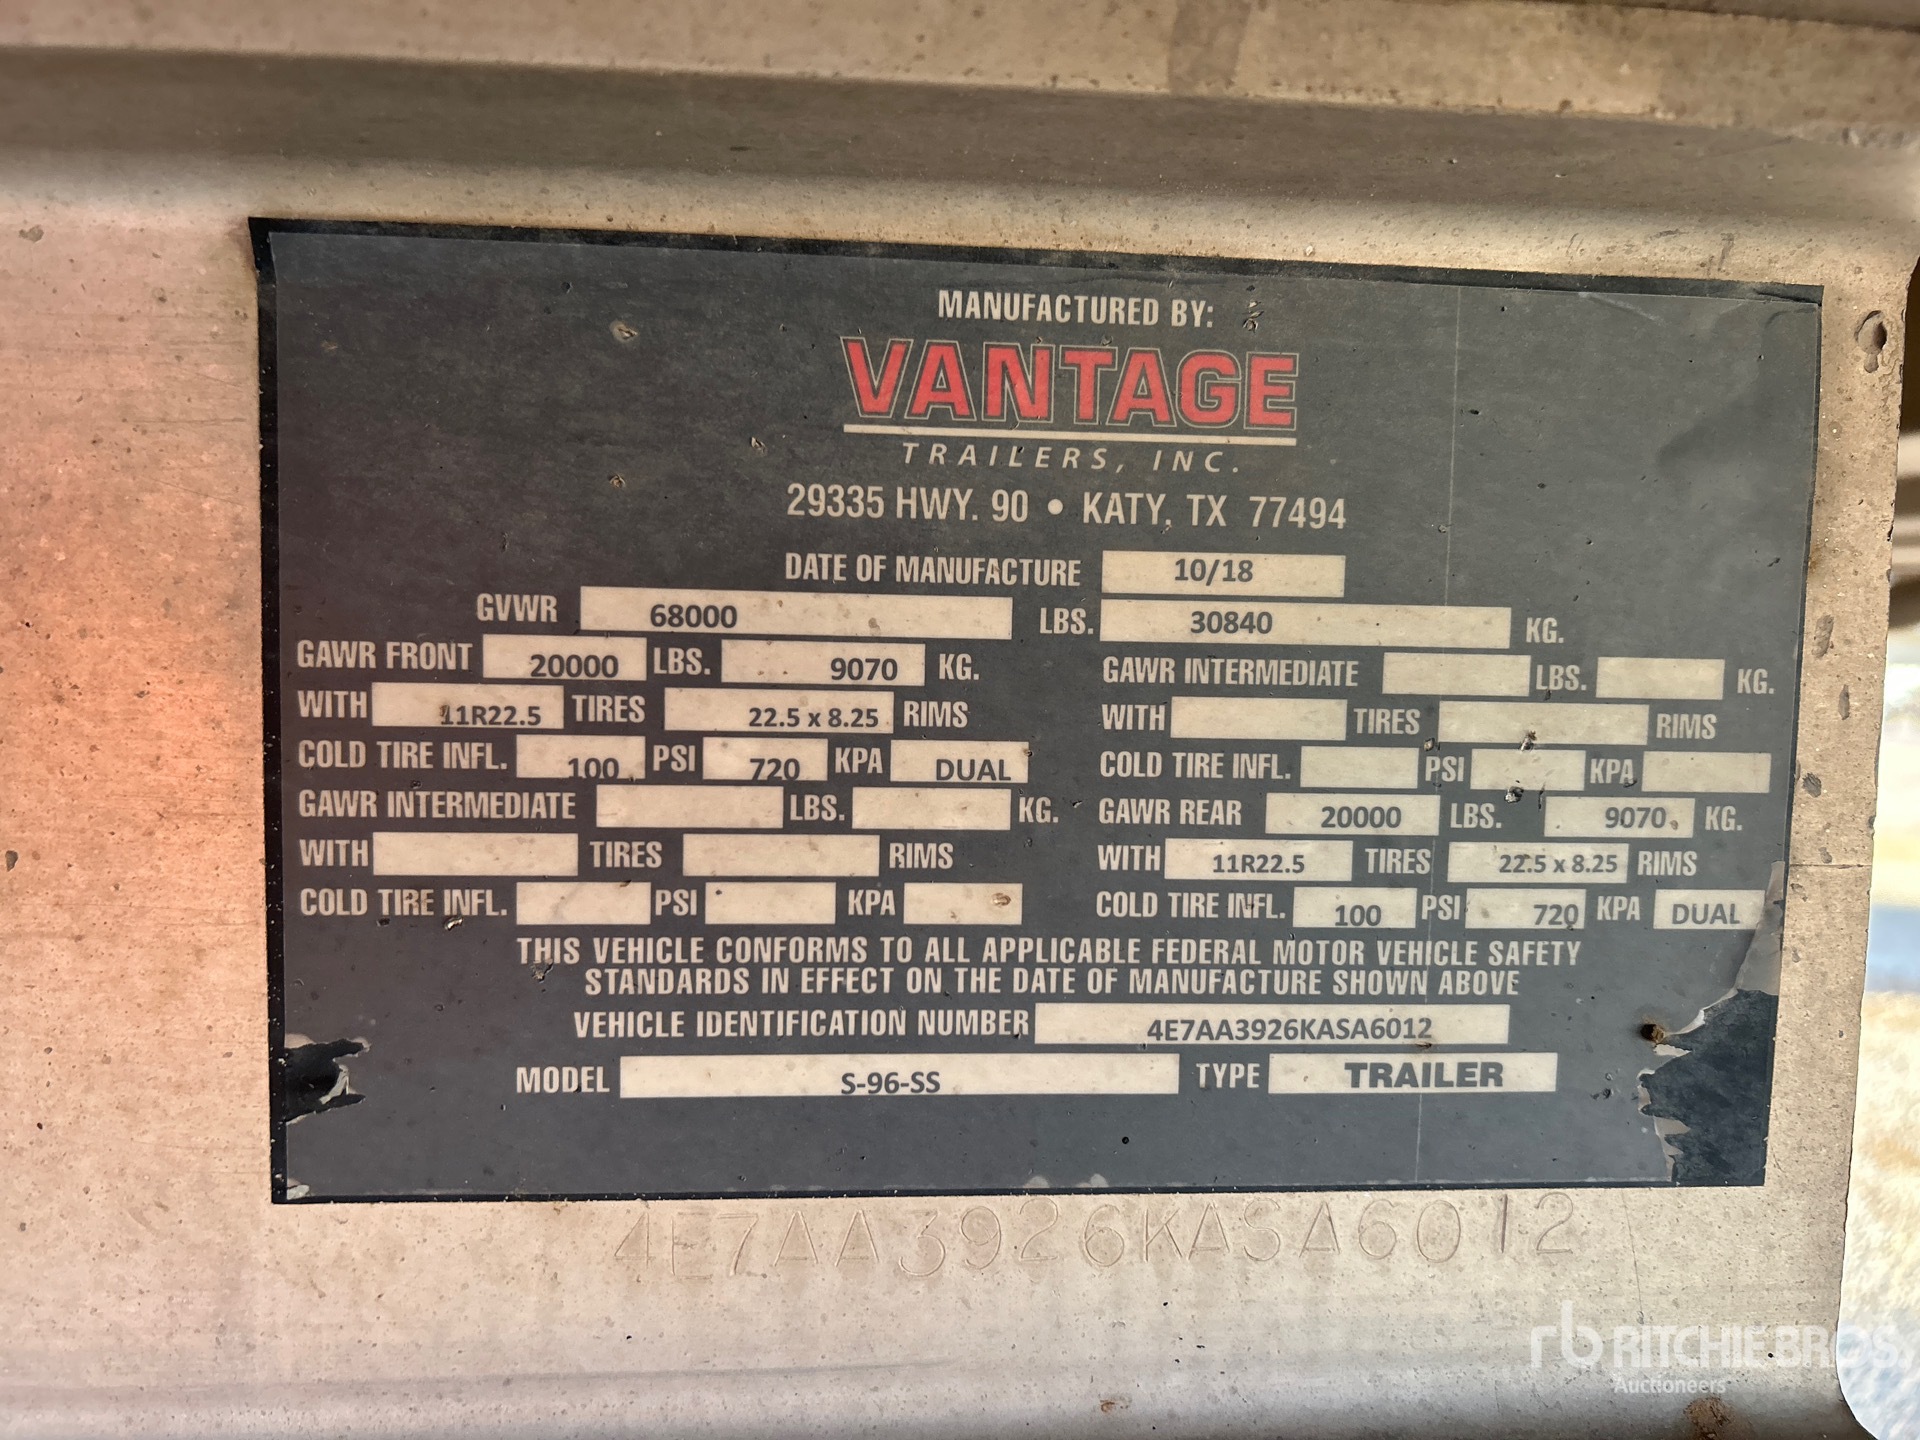 MANUFACTURED BY:
VANTAGE
TRAILERS, INC.
29335 HWY. 90 • KATY, TX 77494
DATE OF MANUFACTURE 10/18
GVWR 68000 LBS. 30840 KG.
GAWR FRONT 20000 LBS. 9070 KG.
WITH 11R22.5 TIRES 22.5 x 8.25 RIMS
COLD TIRE INFL. 100 PSI 720 KPA DUAL
GAWR INTERMEDIATE LBS. KG.
WITH TIRES RIMS
COLD TIRE INFL. PSI KPA
GAWR INTERMEDIATE LBS. KG.
WITH TIRES RIMS
COLD TIRE INFL. PSI KPA
GAWR REAR 20000 LBS. 9070 KG.
WITH 11R22.5 TIRES 22.5 x 8.25 RIMS
COLD TIRE INFL. 100 PSI 720 KPA DUAL
THIS VEHICLE CONFORMS TO ALL APPLICABLE FEDERAL MOTOR VEHICLE SAFETY
STANDARDS IN EFFECT ON THE DATE OF MANUFACTURE SHOWN ABOVE
VEHICLE IDENTIFICATION NUMBER 4E7AA3926KASA6012
MODEL S-96-SS TYPE TRAILER
4E7AA3926KASA6012
rb RITCHIE BROS.
Auctioneers